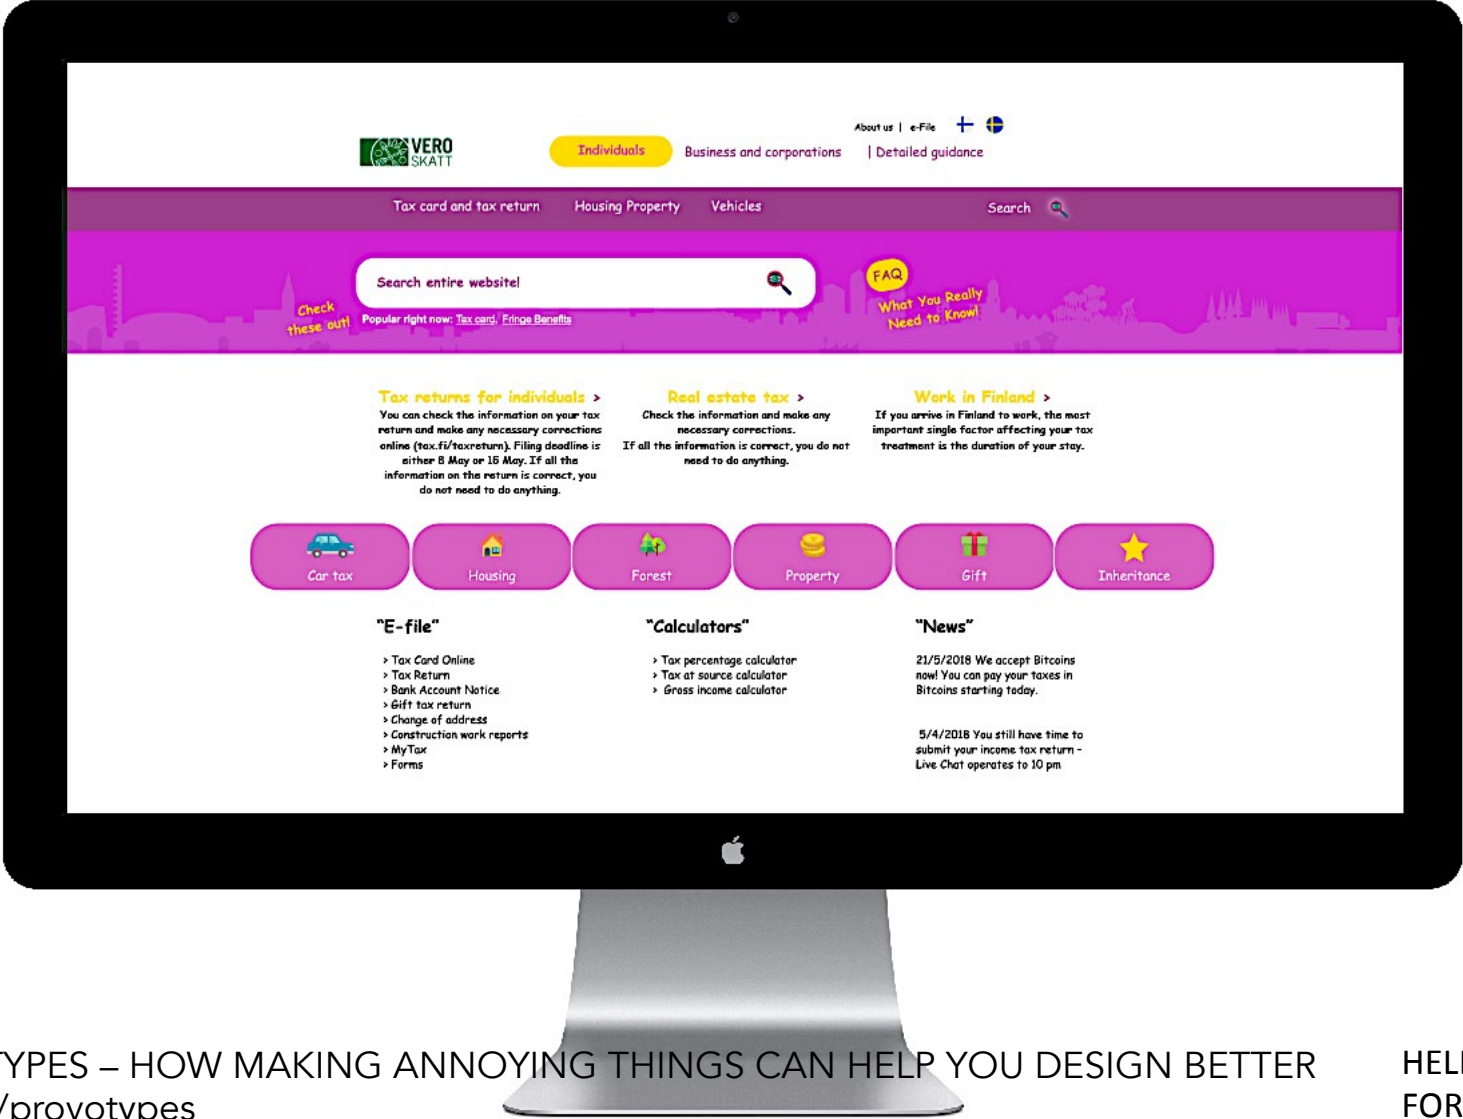 About us | e-File
VERO
SKATT
Individuals
Business and corporations
| Detailed guidance
Tax card and tax return
Housing Property
Vehicles
Search
Search entire website!
FAQ
What You Really
Need to Know!
Check
these out!
Popular right now: Tax card, Fringe Benefits
Tax returns for individuals >
You can check the information on your tax
return and make any necessary corrections
online (tax.fi/taxreturn). Filing deadline is
either 8 May or 15 May. If all the
information on the return is correct, you
do not need to do anything.
Real estate tax >
Check the information and make any
necessary corrections.
If all the information is correct, you do not
need to do anything.
Work in Finland >
If you arrive in Finland to work, the most
important single factor affecting your tax
treatment is the duration of your stay.
Car tax
Housing
Forest
Property
Gift
Inheritance
"E-file"
> Tax Card Online
> Tax Return
> Bank Account Notice
> Gift tax return
> Change of address
> Construction work reports
> MyTax
> Forms
"Calculators"
> Tax percentage calculator
> Tax at source calculator
> Gross income calculator
"News"
21/5/2018 We accept Bitcoins
now! You can pay your taxes in
Bitcoins starting today.
5/4/2018 You still have time to
submit your income tax return -
Live Chat operates to 10 pm
TYPES – HOW MAKING ANNOYING THINGS CAN HELP YOU DESIGN BETTER
/provotypes
HEL
FOR